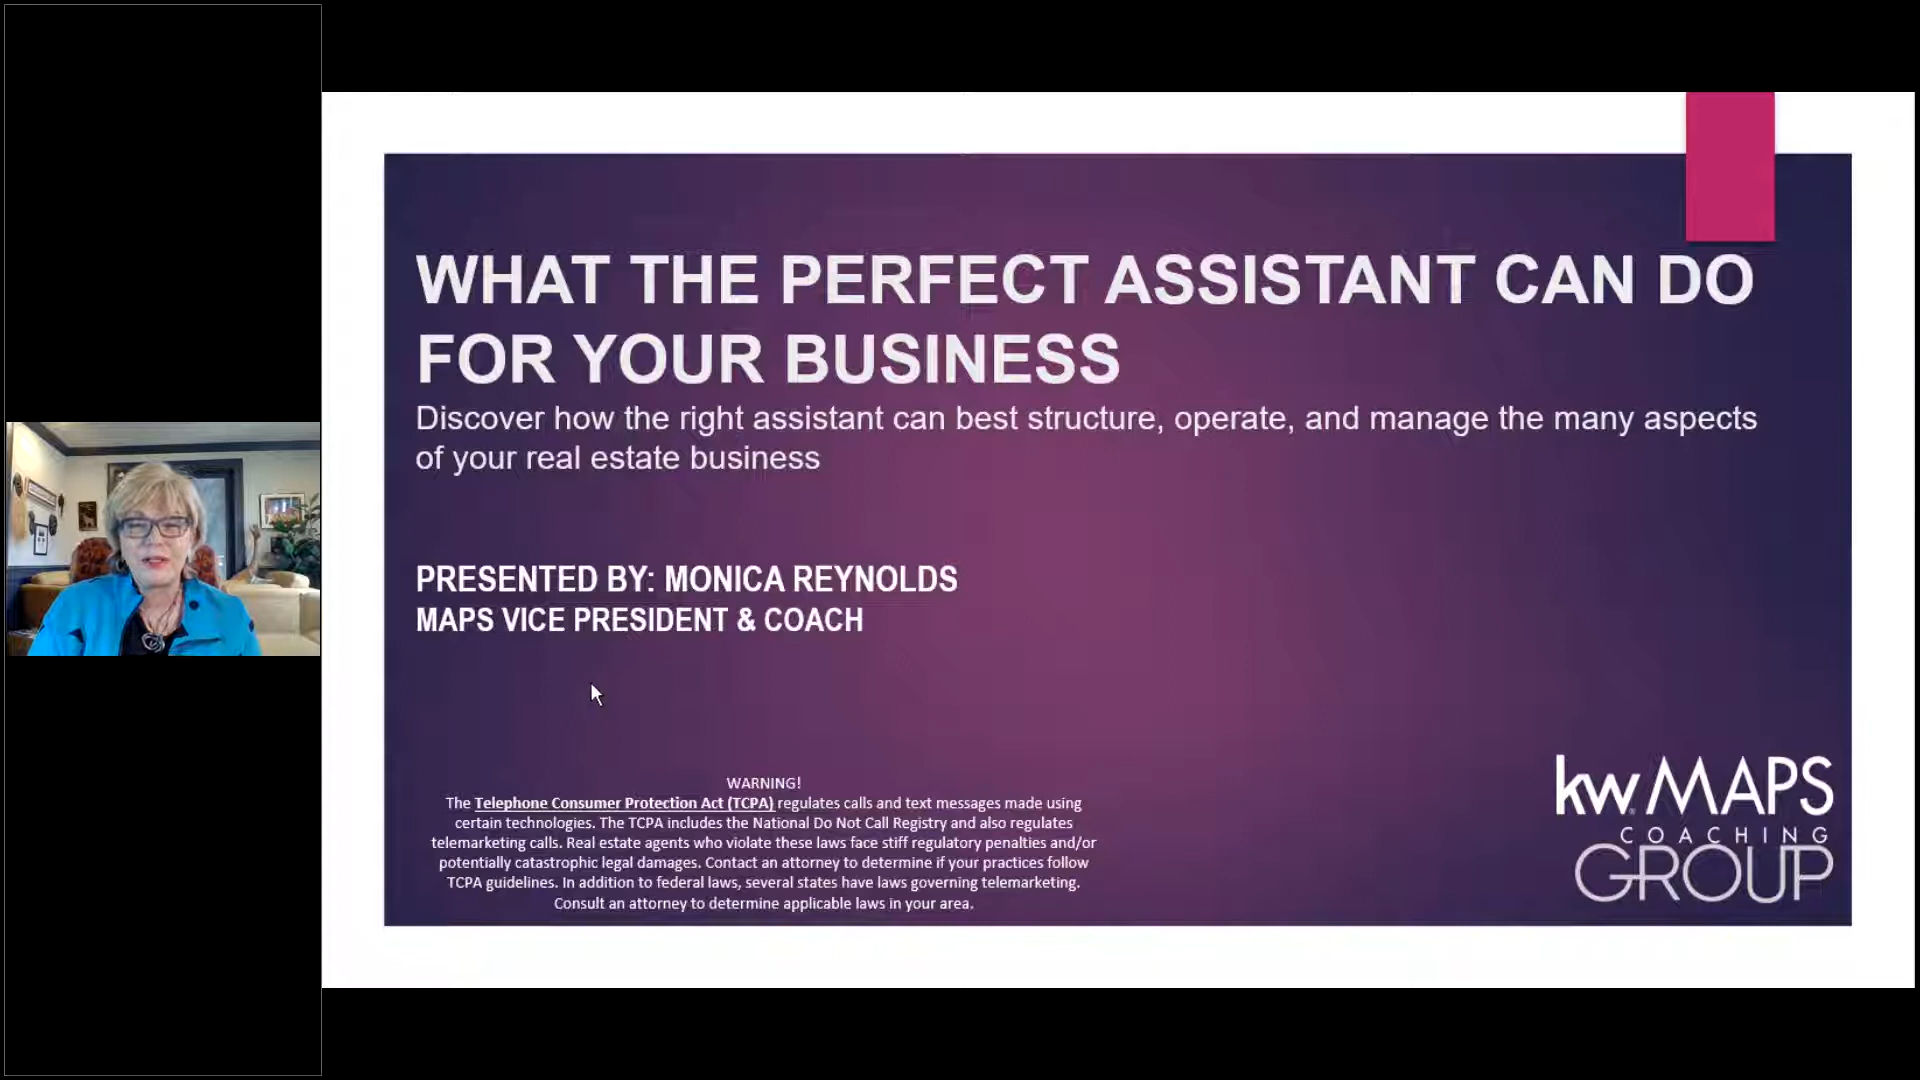 WHAT THE PERFECT ASSISTANT CAN DO
FOR YOUR BUSINESS
Discover how the right assistant can best structure, operate, and manage the many aspects
of your real estate business
PRESENTED BY: MONICA REYNOLDS
MAPS VICE PRESIDENT & COACH
WARNING!
The Telephone Consumer Protection Act (TCPA) regulates calls and text messages made using
certain technologies. The TCPA includes the National Do Not Call Registry and also regulates
telemarketing calls. Real estate agents who violate these laws face stiff regulatory penalties and/or
potentially catastrophic legal damages. Contact an attorney to determine if your practices follow
TCPA guidelines. In addition to federal laws, several states have laws governing telemarketing.
Consult an attorney to determine applicable laws in your area.
kw MAPS
COACHING
GROUP